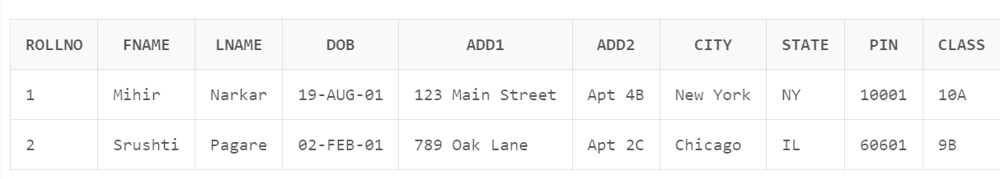 ROLLNO FNAME LNAME DOB ADD1 ADD2 CITY STATE PIN CLASS
1 Mihir Narkar 19-AUG-01 123 Main Street Apt 4B New York NY 10001 10A
2 Srushti Pagare 02-FEB-01 789 Oak Lane Apt 2C Chicago IL 60601 9B